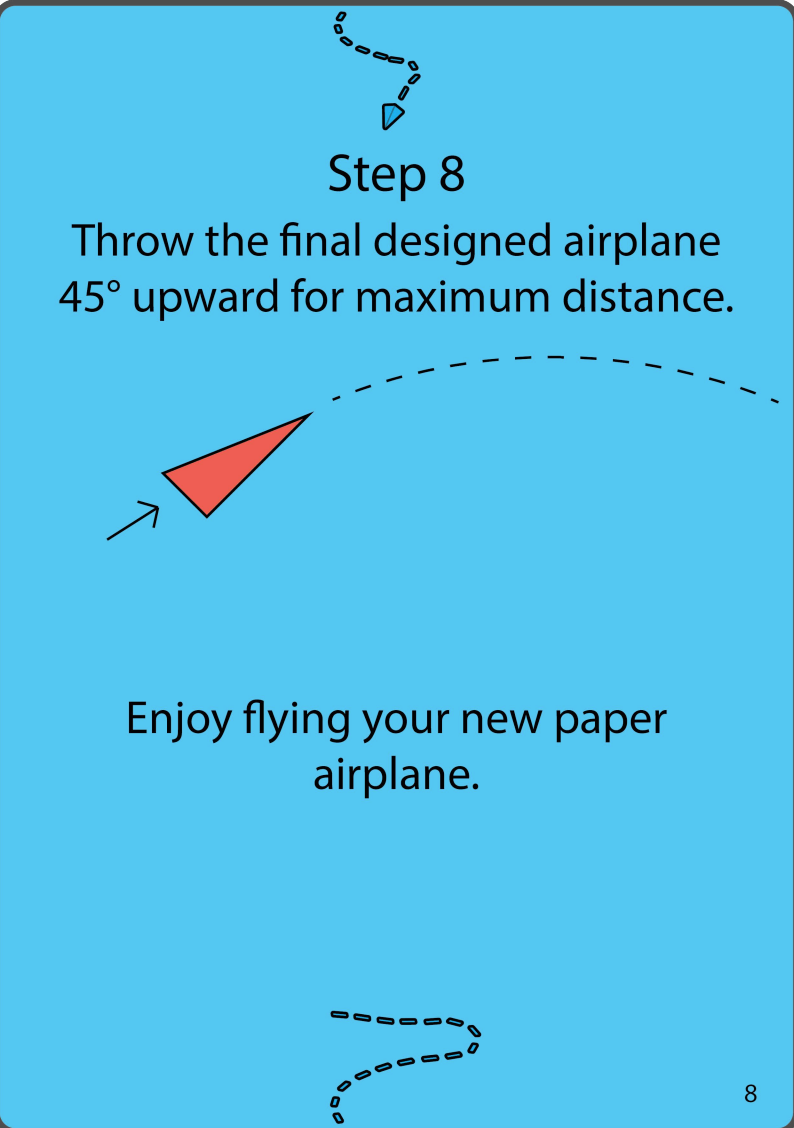 Step 8
Throw the final designed airplane
45° upward for maximum distance.
Enjoy flying your new paper
airplane.
8